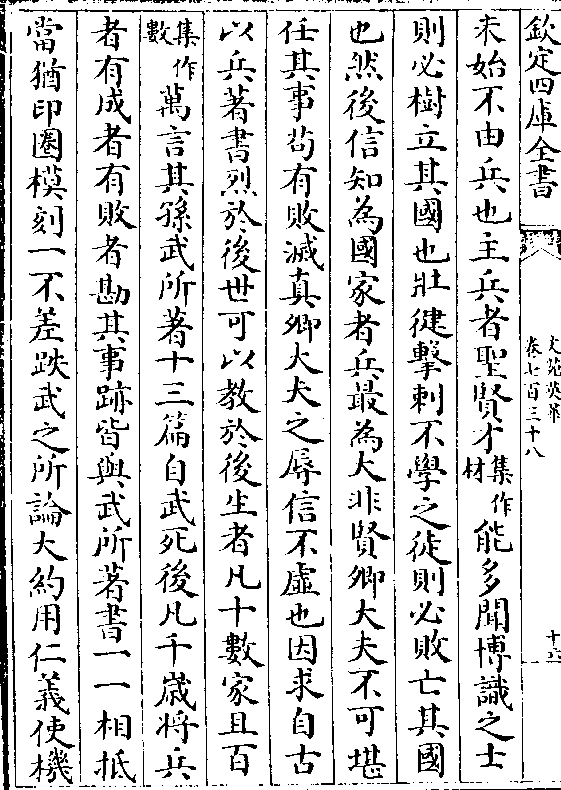 欽定四庫全書
文苑英華
卷七百三十八
十六
未始不由兵也主兵者聖賢才集作材能多聞博識之士
則必樹立其國也壯徤擊刺不學之徒則必敗亡其國
也然後信知為國家者兵最為大非賢卿大夫不可堪
任其事茍有敗滅真卿大夫之辱信不虛也因求自古
以兵著書烈於後世可以教於後生者凡十數家且百
集作數萬言其孫武所著十三篇自武死後凡千嵗將兵
者有成者有敗者勘其事跡皆與武所著書一一相抵
當猶印圈模刻一不差跌武之所論大約用仁義使機